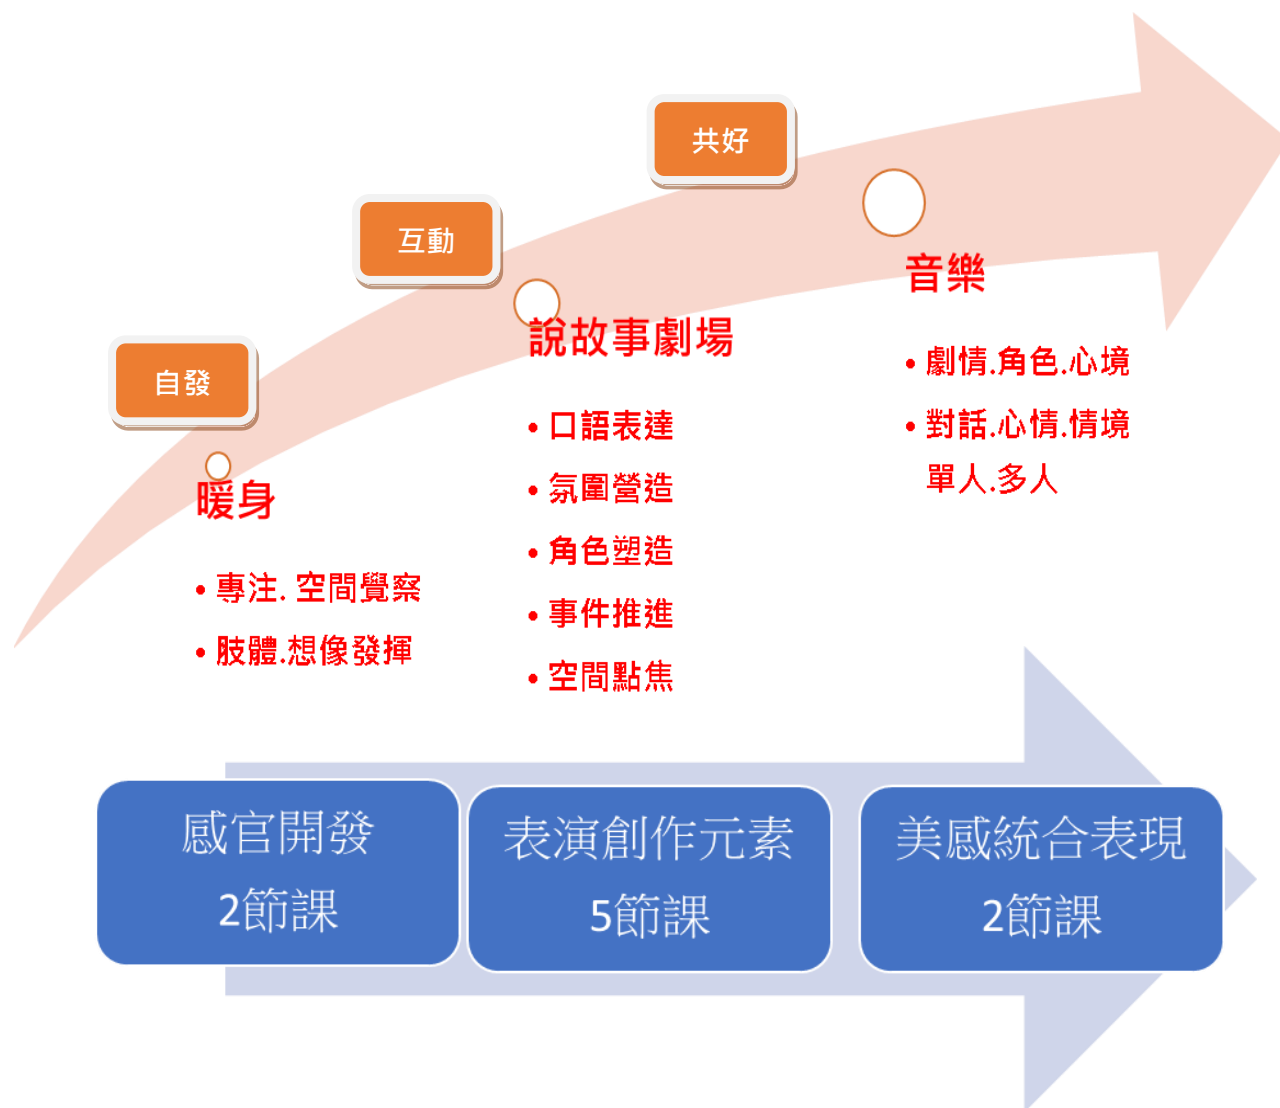 共好
互動
自發
音樂
• 劇情.角色.心境
• 對話.心情.情境
單人.多人
說故事劇場
• 口語表達
• 氛圍營造
• 角色塑造
• 事件推進
• 空間點焦
暖身
• 專注. 空間覺察
• 肢體.想像發揮
感官開發
2節課
表演創作元素
5節課
美感統合表現
2節課